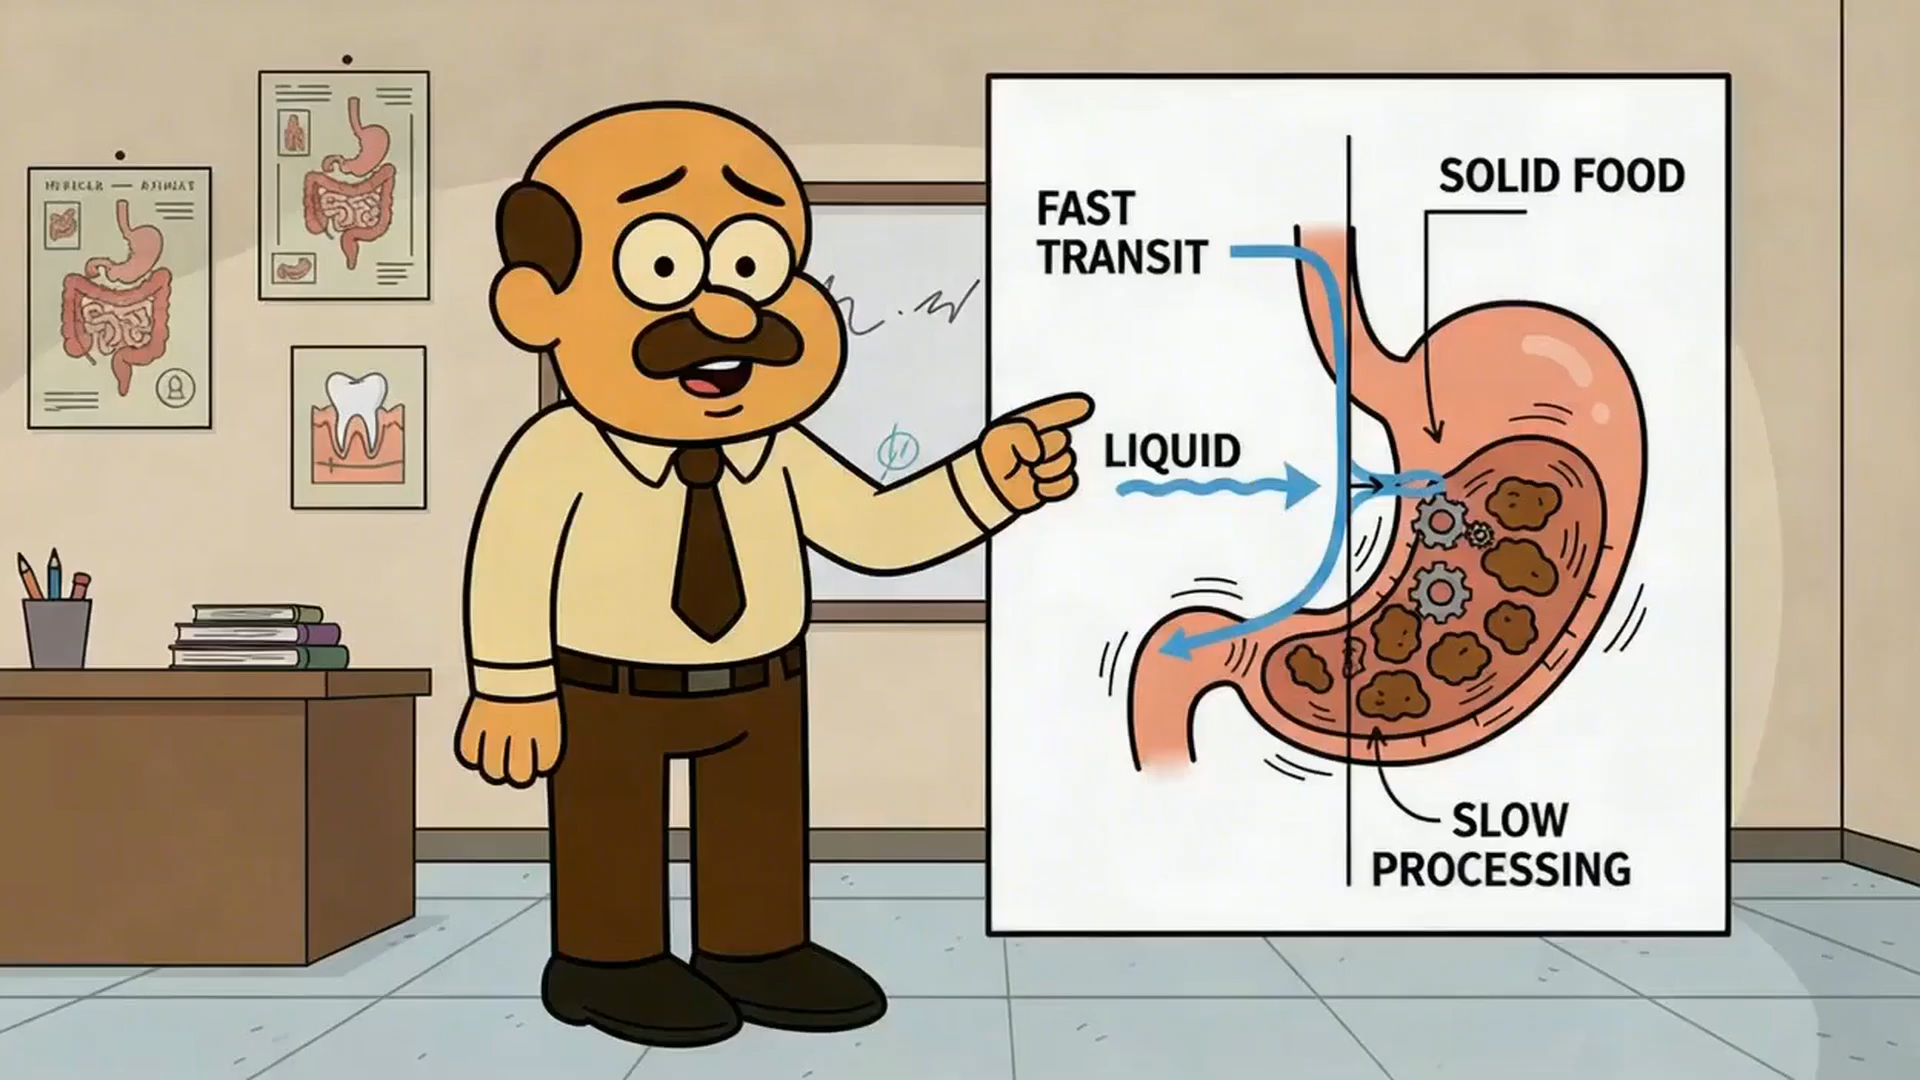 FAST
TRANSIT
SOLID FOOD
LIQUID
SLOW
PROCESSING